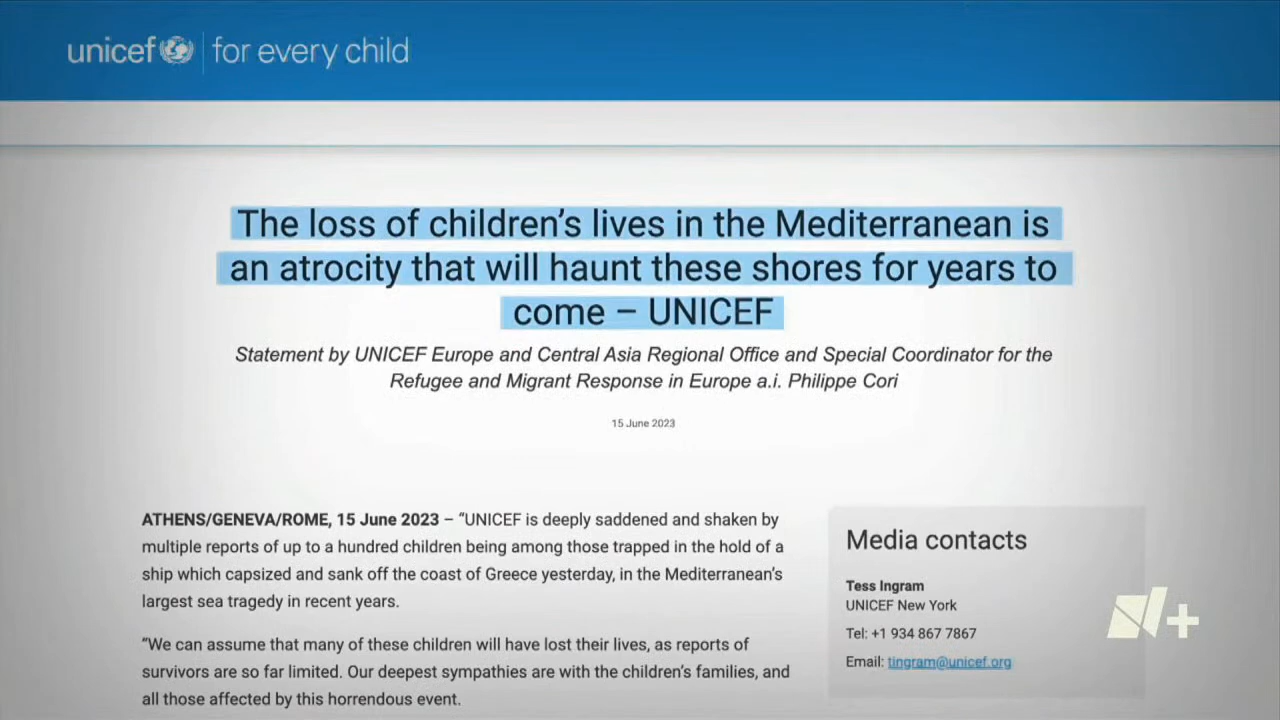 unicef for every child
The loss of children's lives in the Mediterranean is
an atrocity that will haunt these shores for years to
come – UNICEF
Statement by UNICEF Europe and Central Asia Regional Office and Special Coordinator for the
Refugee and Migrant Response in Europe a.i. Philippe Cori
15 June 2023
ATHENS/GENEVA/ROME, 15 June 2023 – “UNICEF is deeply saddened and shaken by
multiple reports of up to a hundred children being among those trapped in the hold of a
ship which capsized and sank off the coast of Greece yesterday, in the Mediterranean’s
largest sea tragedy in recent years.
“We can assume that many of these children will have lost their lives, as reports of
survivors are so far limited. Our deepest sympathies are with the children’s families, and
all those affected by this horrendous event.
Media contacts
Tess Ingram
UNICEF New York
Tel: +1 934 867 7867
Email: tingram@unicef.org
N+